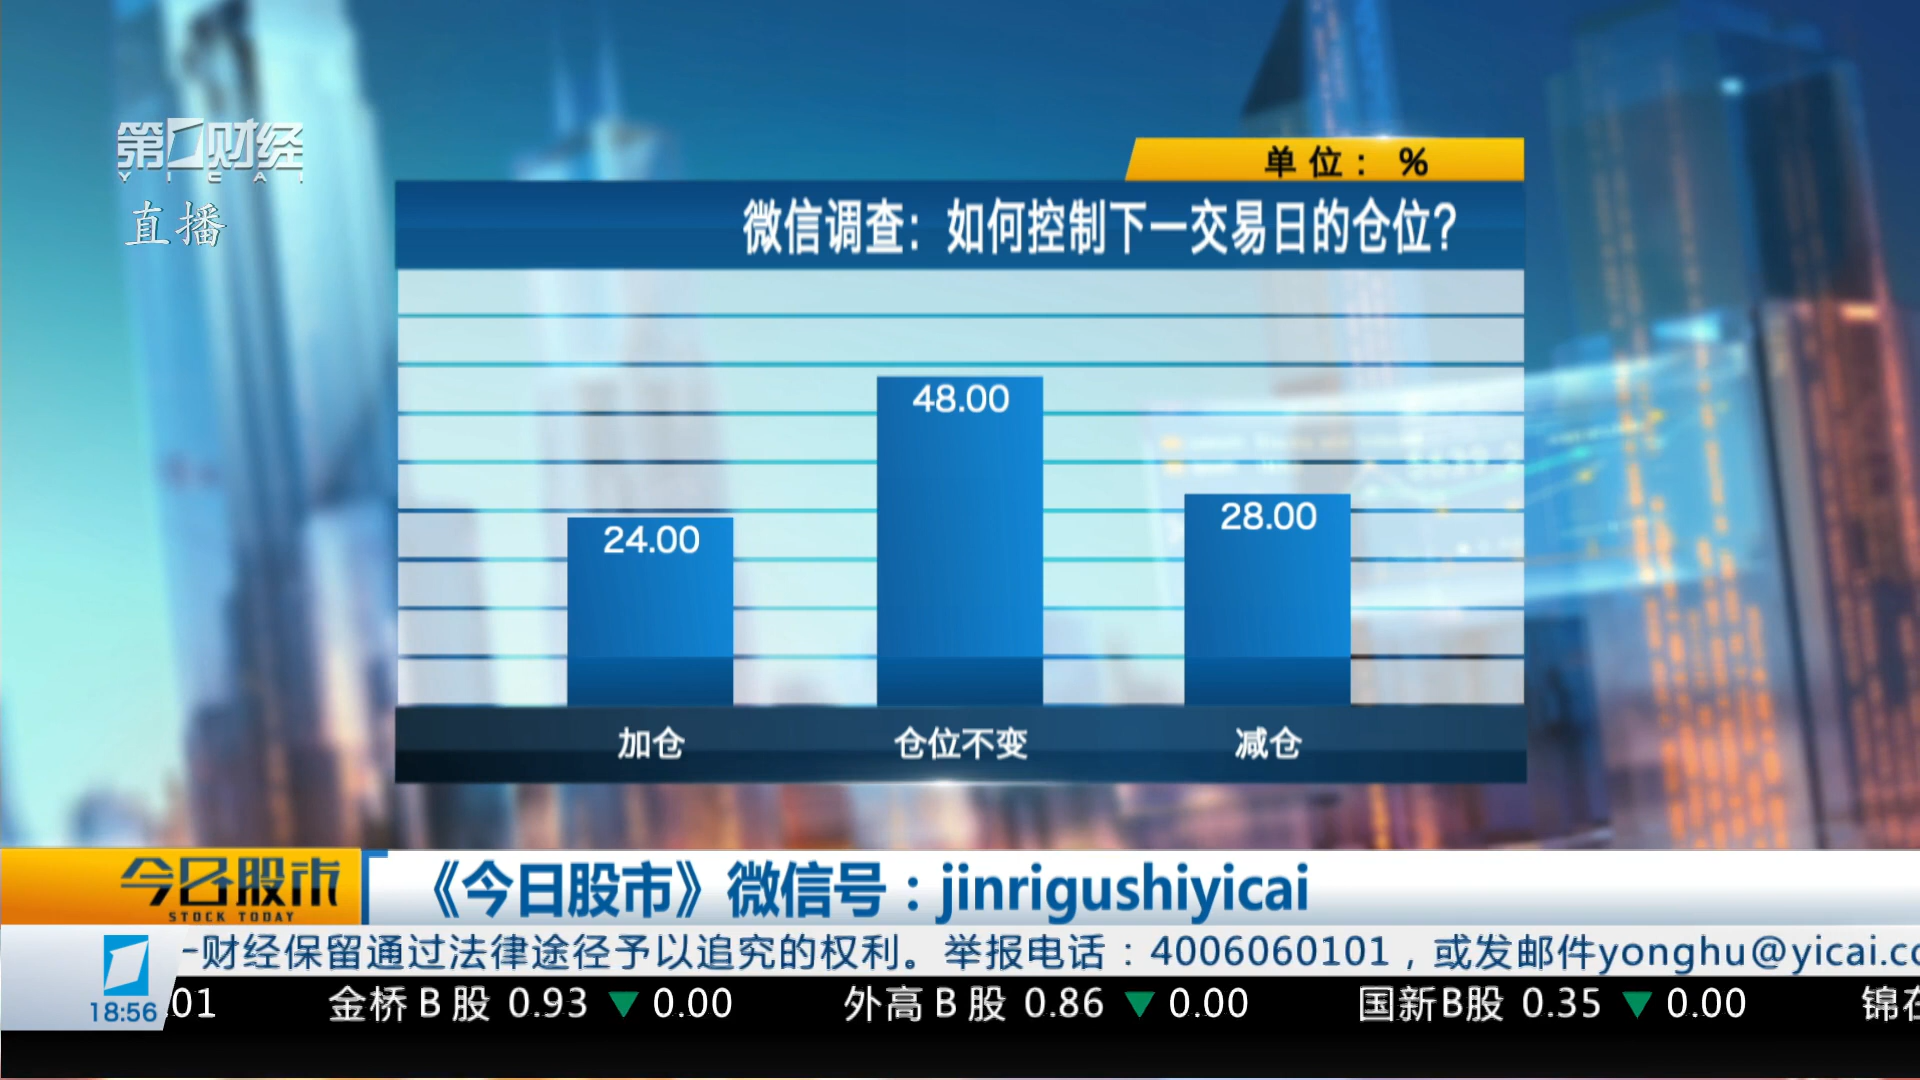 第一财经
YICAI
直播
单位： %
微信调查：如何控制下一交易日的仓位?
24.00
48.00
28.00
加仓
仓位不变
减仓
今日股市
STOCK TODAY
《今日股市》微信号：jinrigushiyicai
财经保留通过法律途径予以追究的权利。举报电话：4006060101，或发邮件yonghu@yicai.co
18:56
01 金桥B股 0.93 ▼ 0.00 外高B股 0.86 ▼ 0.00 国新B股 0.35 ▼ 0.00 锦